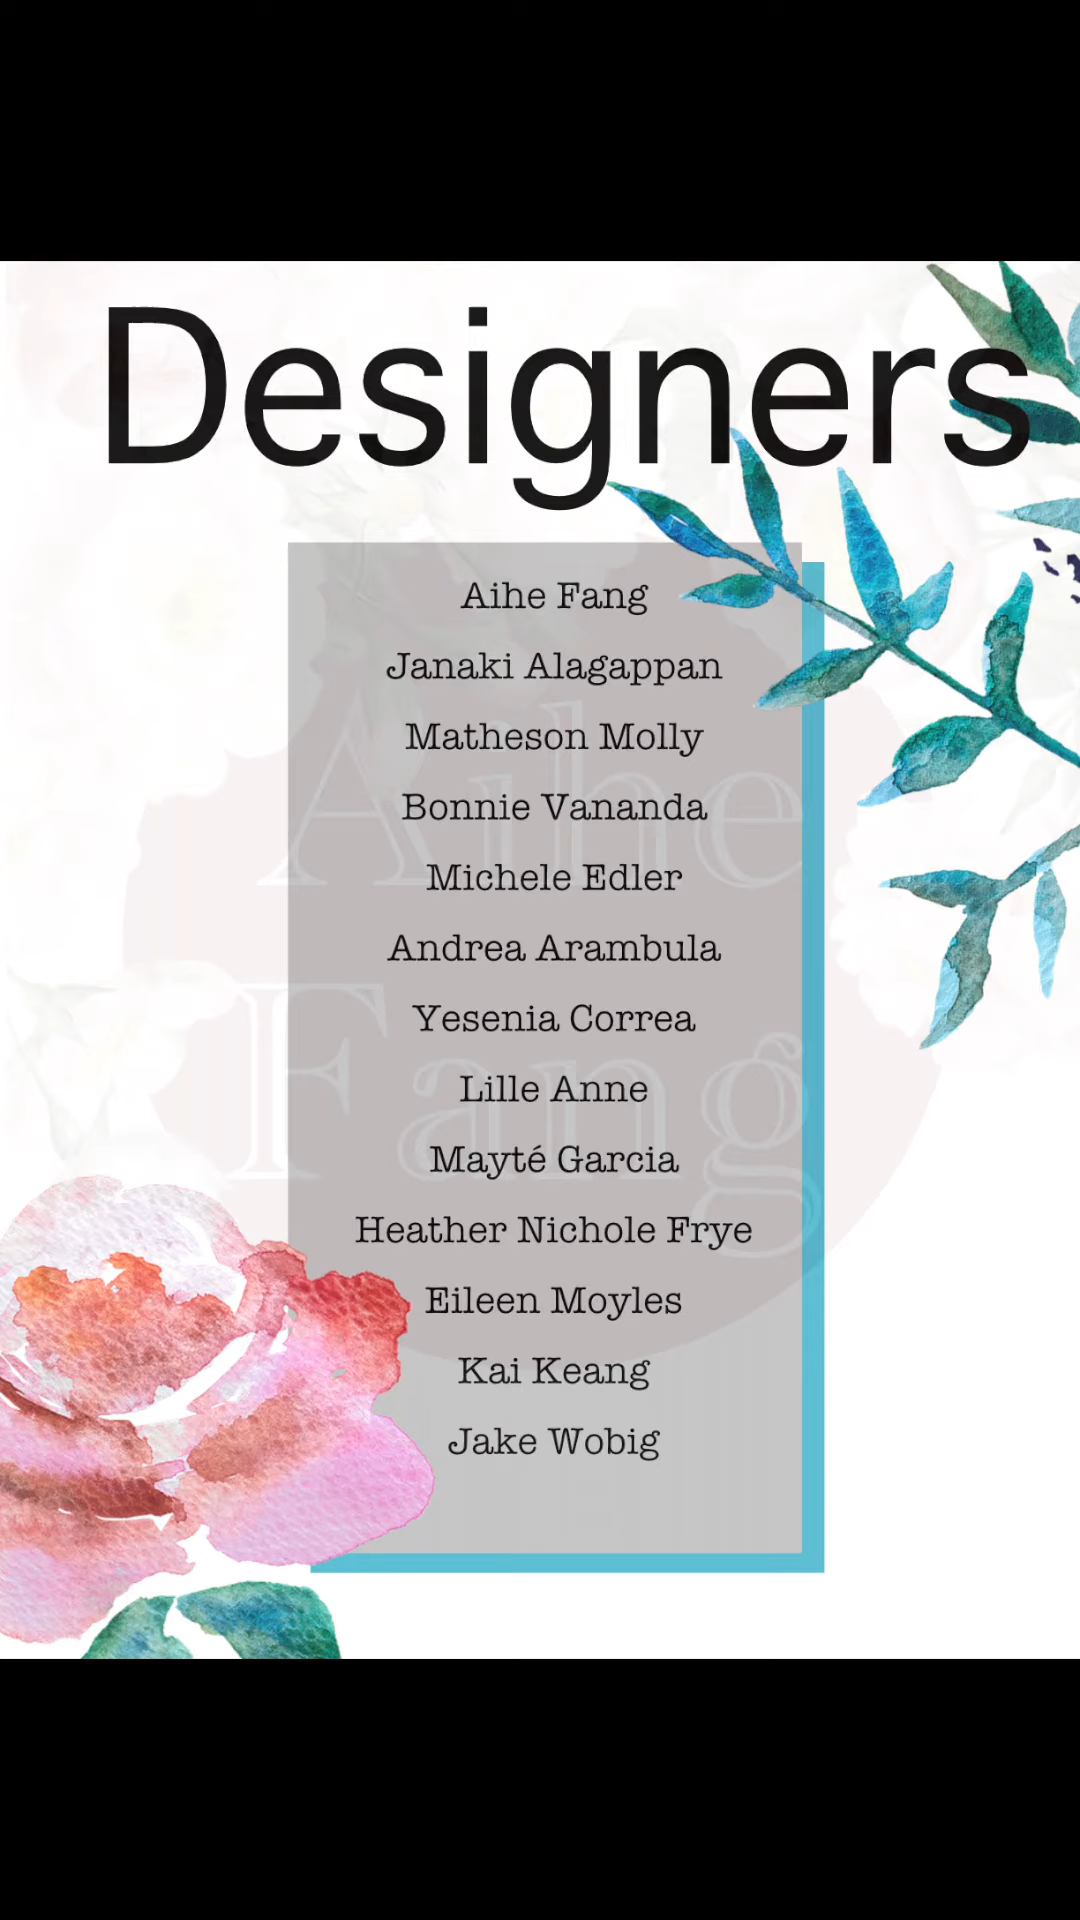 Designers
Aihe Fang
Janaki Alagappan
Matheson Molly
Bonnie Vananda
Michele Edler
Andrea Arambula
Yesenia Correa
Lille Anne
Mayté Garcia
Heather Nichole Frye
Eileen Moyles
Kai Keang
Jake Wobig
Aihe
Fang